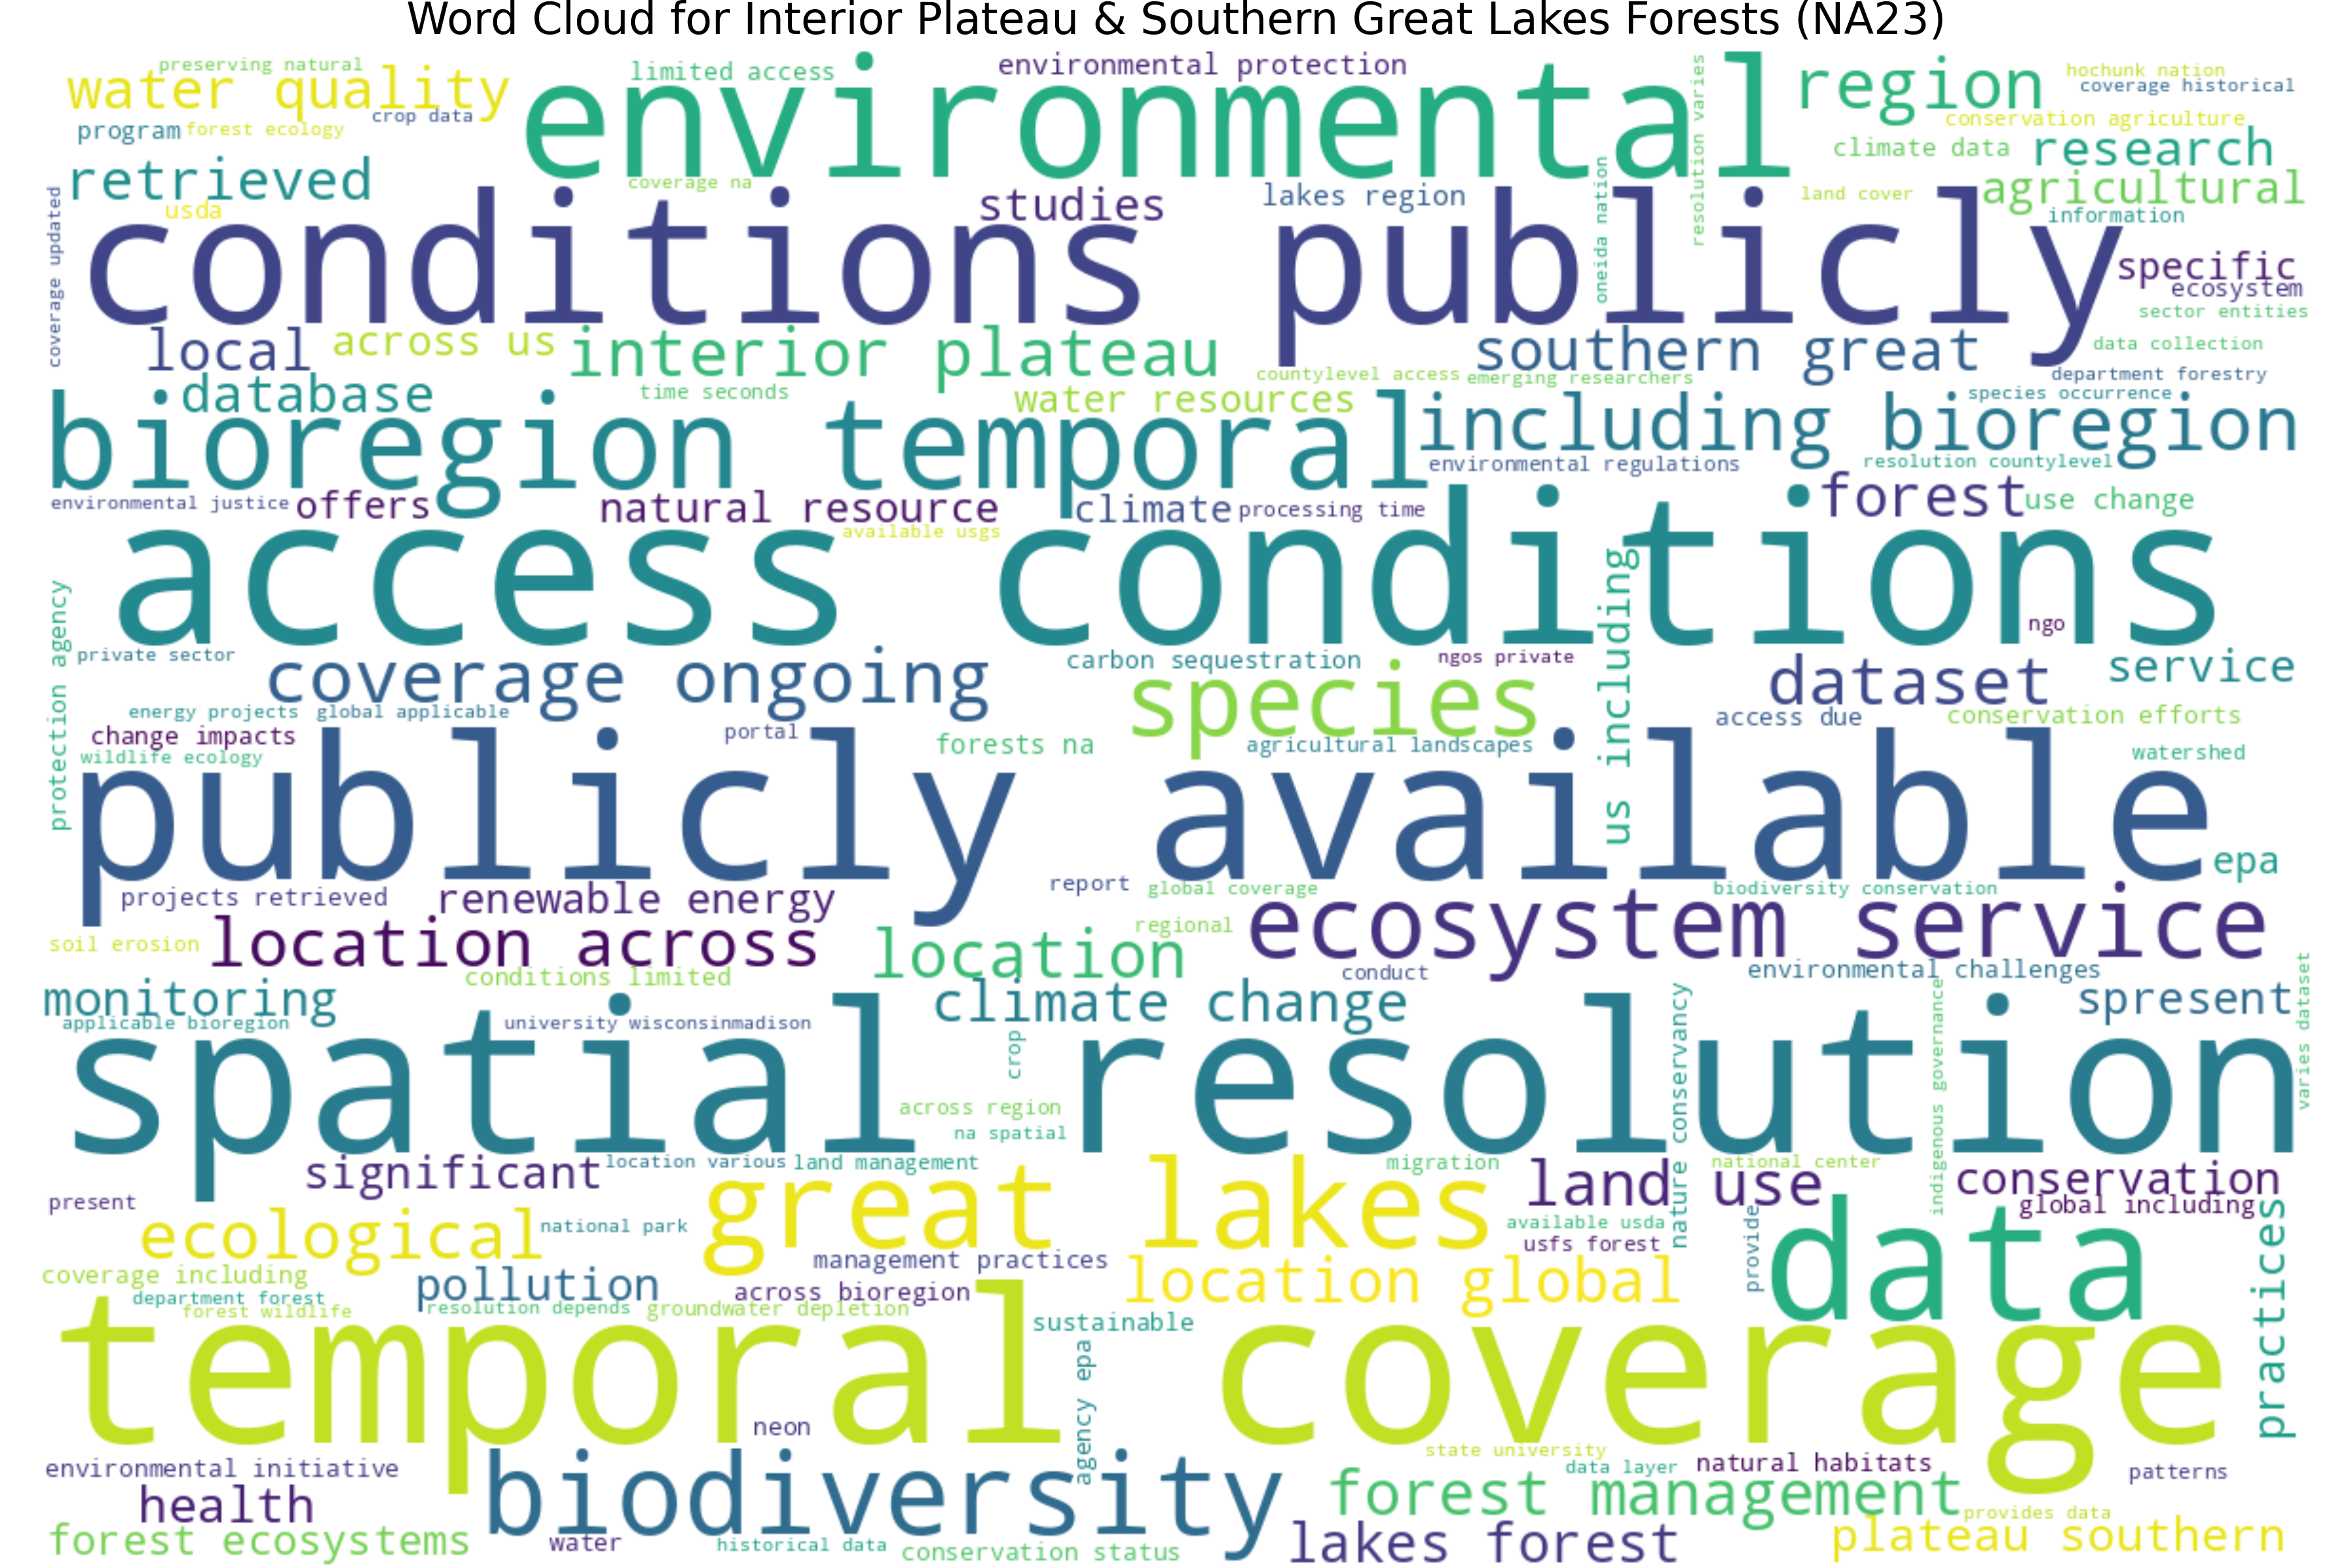 Word Cloud for Interior Plateau & Southern Great Lakes Forests (NA23)
preserving natural
water quality
limited access
environmental protection
environmental
resolution varies
region
hochunk nation
coverage historical
crop data
program
forest ecology
conservation agriculture
climate data
research
retrieved
coverage na
studies
lakes region
oneida nation
land cover
agricultural
usda
coverage updated
conditions publicly
information
specific
ecosystem
sector entities
local
across us
interior plateau
southern great
data collection
database
time seconds
countylevel access
emerging researchers
department forestry
water resources
species occurrence
bioregion temporal
including bioregion
environmental regulations
resolution countylevel
environmental justice
offers
natural resource
climate
processing time
forest
use change
available usgs
access conditions
us including
ngo
protection agency
private sector
coverage ongoing
carbon sequestration
ngos private
species
dataset
service
energy projects
global applicable
access due
conservation efforts
change impacts
portal
forests na
agricultural landscapes
watershed
wildlife ecology
publicly available
epa
projects retrieved
renewable energy
report
global coverage
biodiversity conservation
ecosystem service
soil erosion
location across
regional
location
conditions limited
conduct
environmental challenges
monitoring
climate change
spresent
varies dataset
applicable bioregion
university wisconsinmadison
crop
nature conservancy
indigenous governance
spatial resolution
across region
na spatial
significant
location various
land management
migration
land use
national center
conservation
present
great lakes
global including
ecological
national park
available usda
usfs forest
provide
data
practices
management practices
coverage including
pollution
across bioregion
location global
department forest
forest wildlife
resolution depends
groundwater depletion
sustainable
temporal coverage
agency epa
neon
environmental initiative
biodiversity
state university
data layer
natural habitats
patterns
health
forest management
provides data
forest ecosystems
water
historical data
conservation status
lakes forest
plateau southern